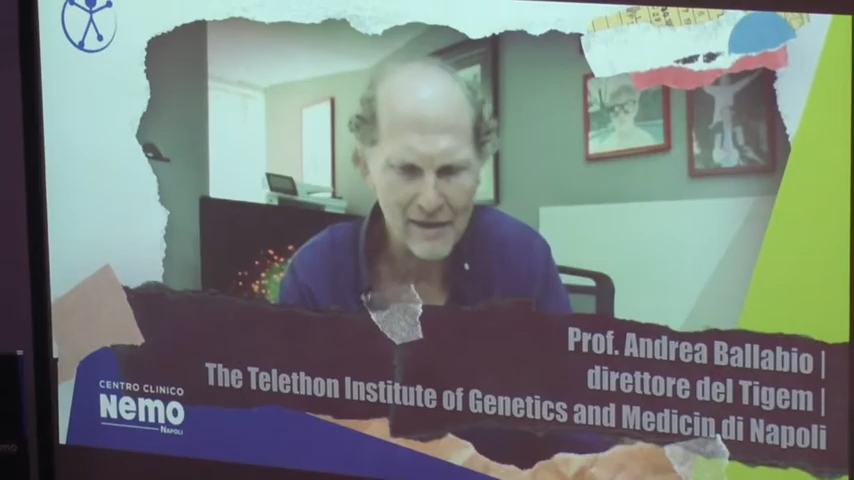 Prof. Andrea Ballabio |
direttore del Tigem |
The Telethon Institute of Genetics and Medicin di Napoli
CENTRO CLINICO
NeMO
NAPOLI